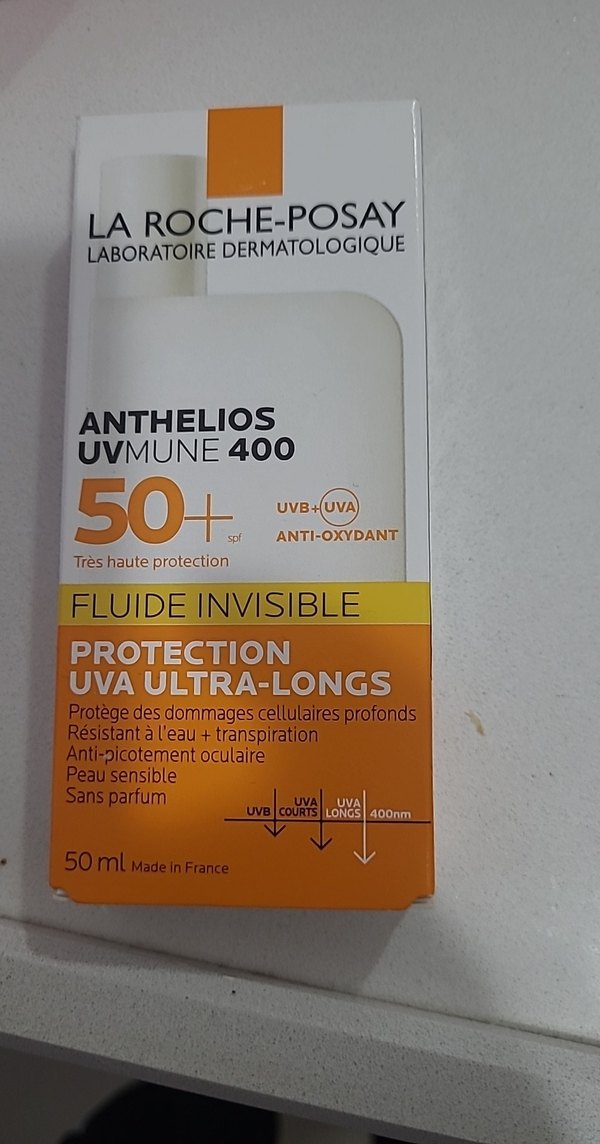 LA ROCHE-POSAY
LABORATOIRE DERMATOLOGIQUE
ANTHELIOS
UVMUNE 400
50+ spf
UVB+UVA
ANTI-OXYDANT
Très haute protection
FLUIDE INVISIBLE
PROTECTION
UVA ULTRA-LONGS
Protège des dommages cellulaires profonds
Résistant à l'eau + transpiration
Anti-picotement oculaire
Peau sensible
Sans parfum
UVB
UVA COURTS
UVA LONGS
400nm
50 ml Made in France